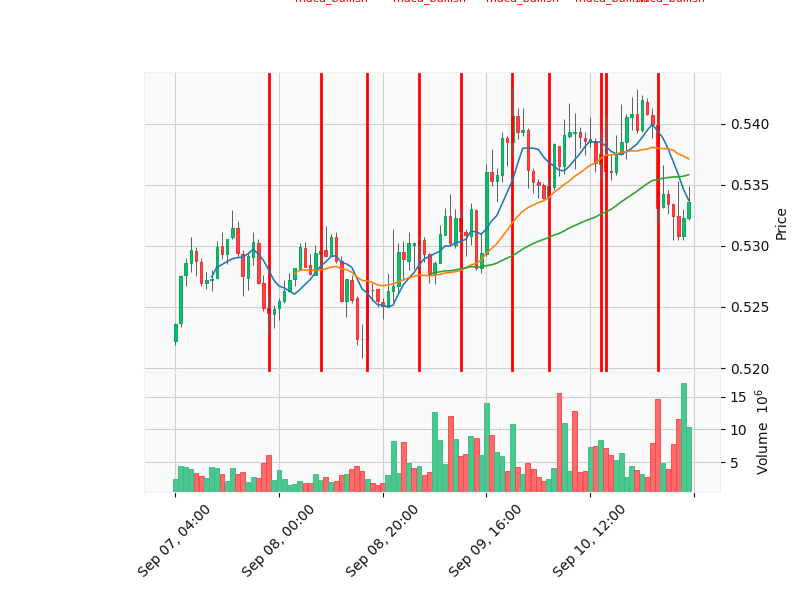 macd_bullish macd_bullish macd_bullish macd_bullish macd_bullish
0.540
0.535
0.530
0.525
0.520
Price
15
10
5
Volume 10^6
Sep 07, 04:00
Sep 08, 00:00
Sep 08, 20:00
Sep 09, 16:00
Sep 10, 12:00